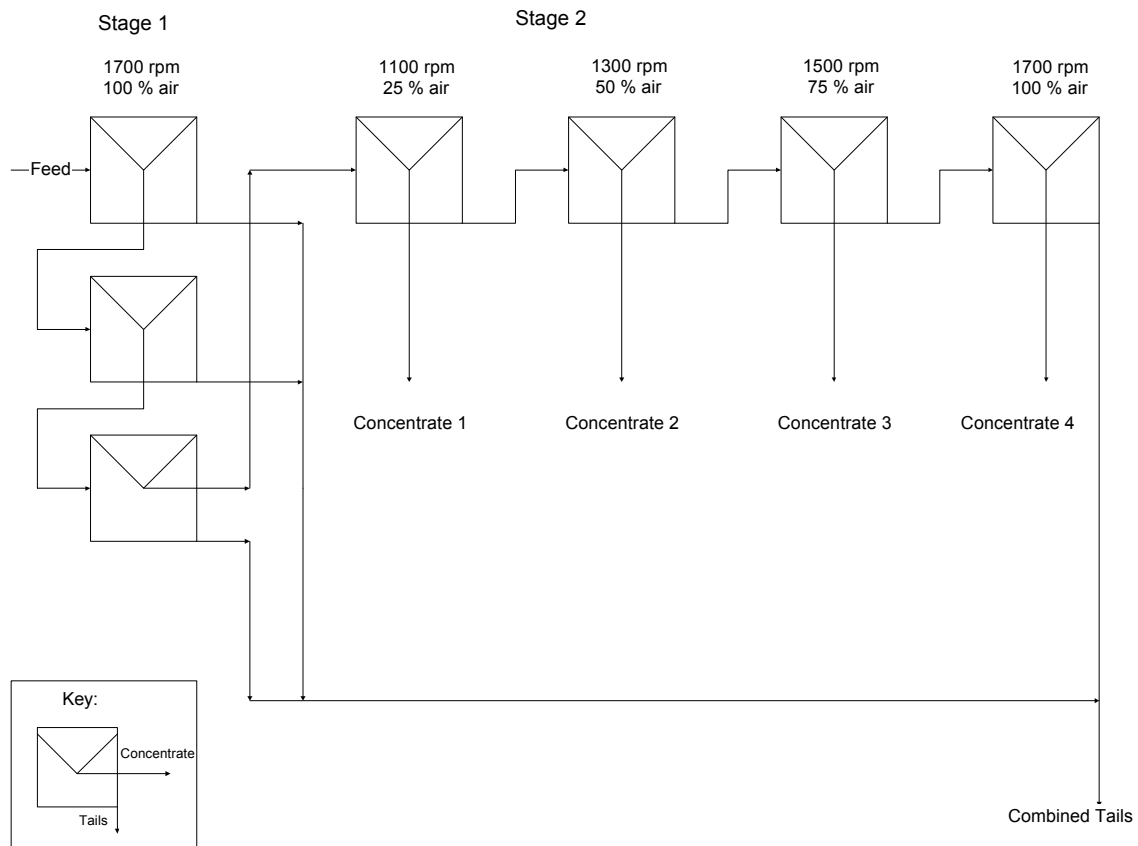 Stage 1
Stage 2
1700 rpm
100 % air
1100 rpm
25 % air
1300 rpm
50 % air
1500 rpm
75 % air
1700 rpm
100 % air
Feed
Concentrate 1
Concentrate 2
Concentrate 3
Concentrate 4
Key:
Concentrate
Tails
Combined Tails